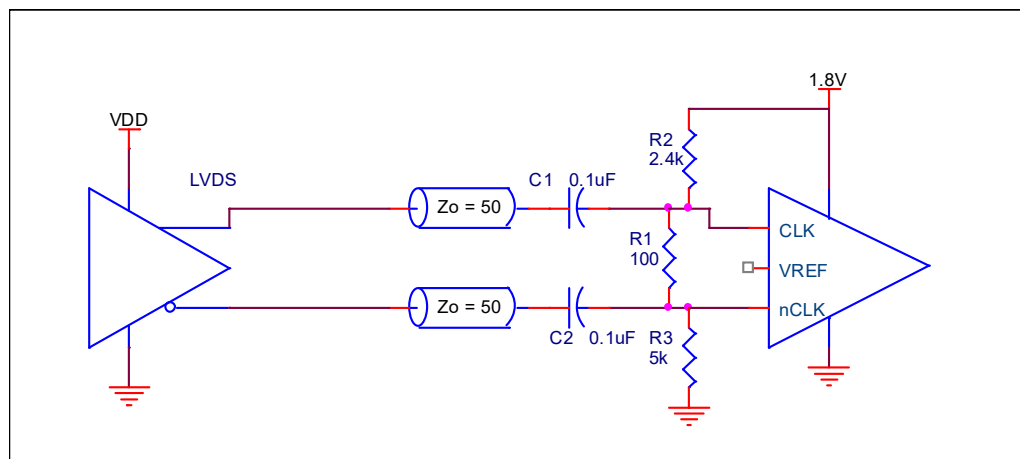 1.8V
VDD
R2
2.4k
LVDS
C1 0.1uF
Zo = 50
R1
100
CLK
VREF
Zo = 50
nCLK
C2 0.1uF
R3
5k